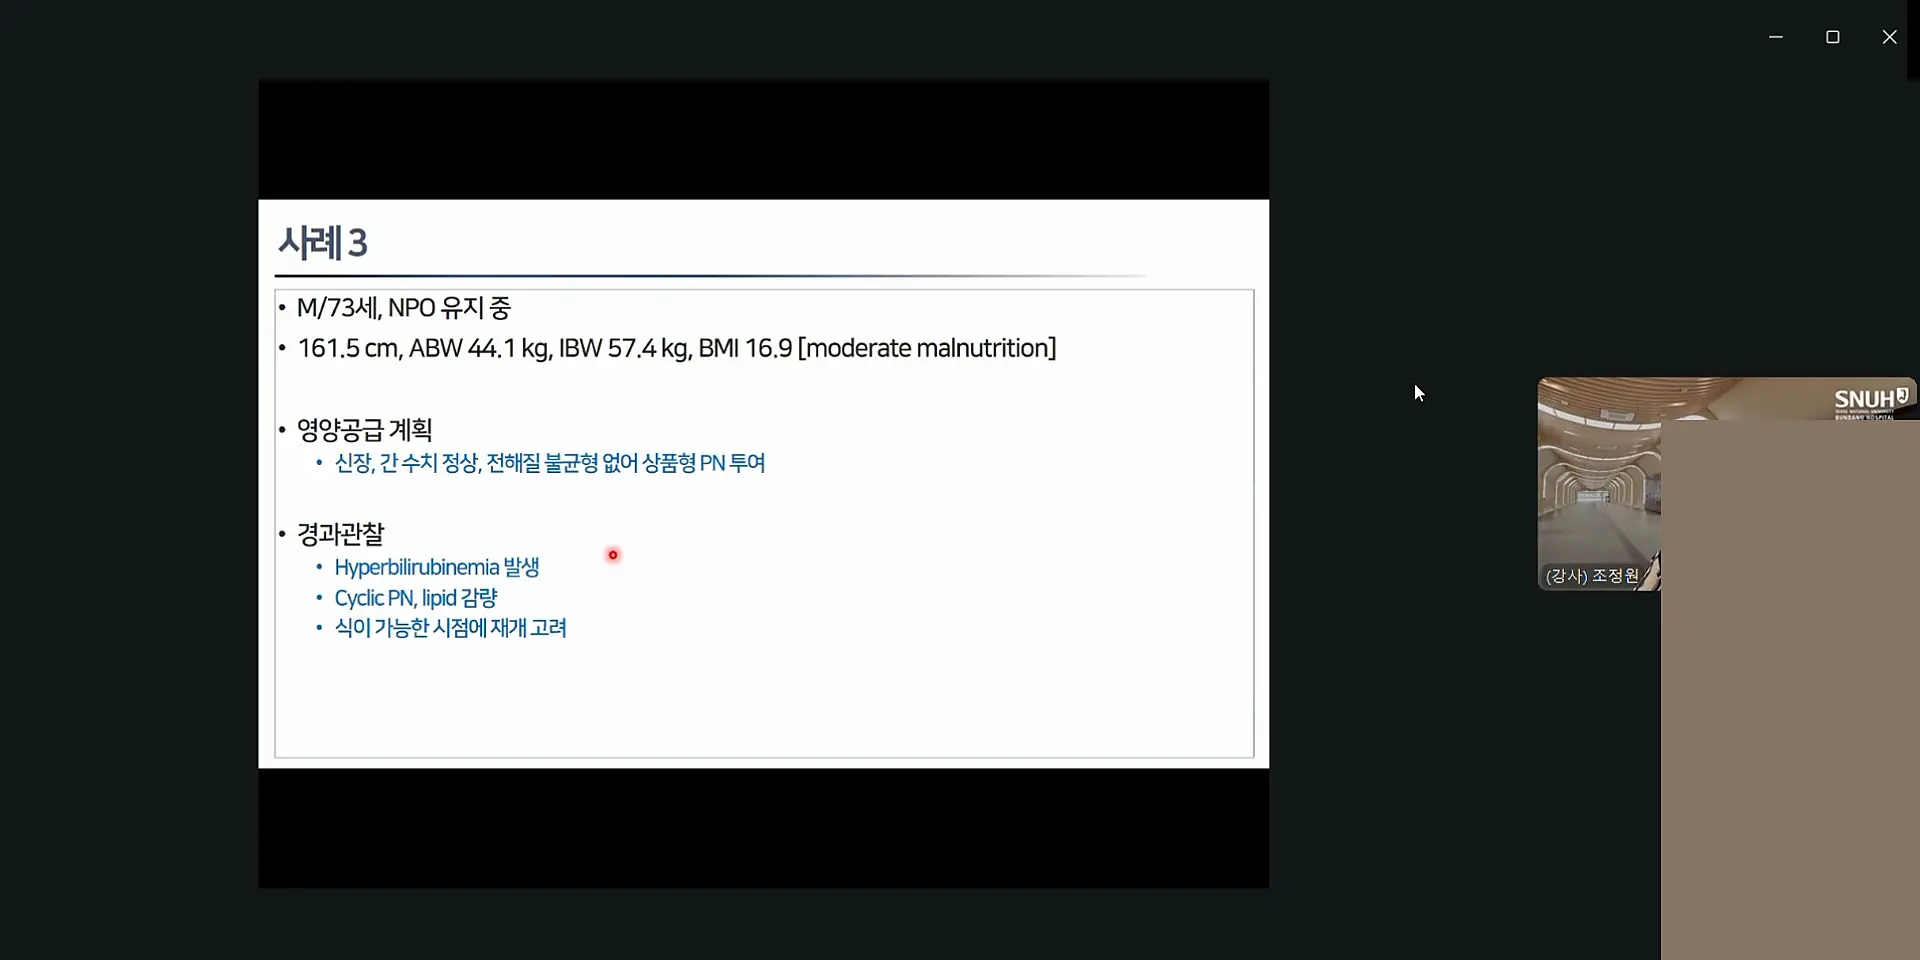 사례 3
• M/73세, NPO 유지 중
• 161.5 cm, ABW 44.1 kg, IBW 57.4 kg, BMI 16.9 [moderate malnutrition]
• 영양공급 계획
• 신장, 간 수치 정상, 전해질 불균형 없어 상품형 PN 투여
• 경과관찰
• Hyperbilirubinemia 발생
• Cyclic PN, lipid 감량
• 식이 가능한 시점에 재개 고려
SNUH
(강사) 조정원